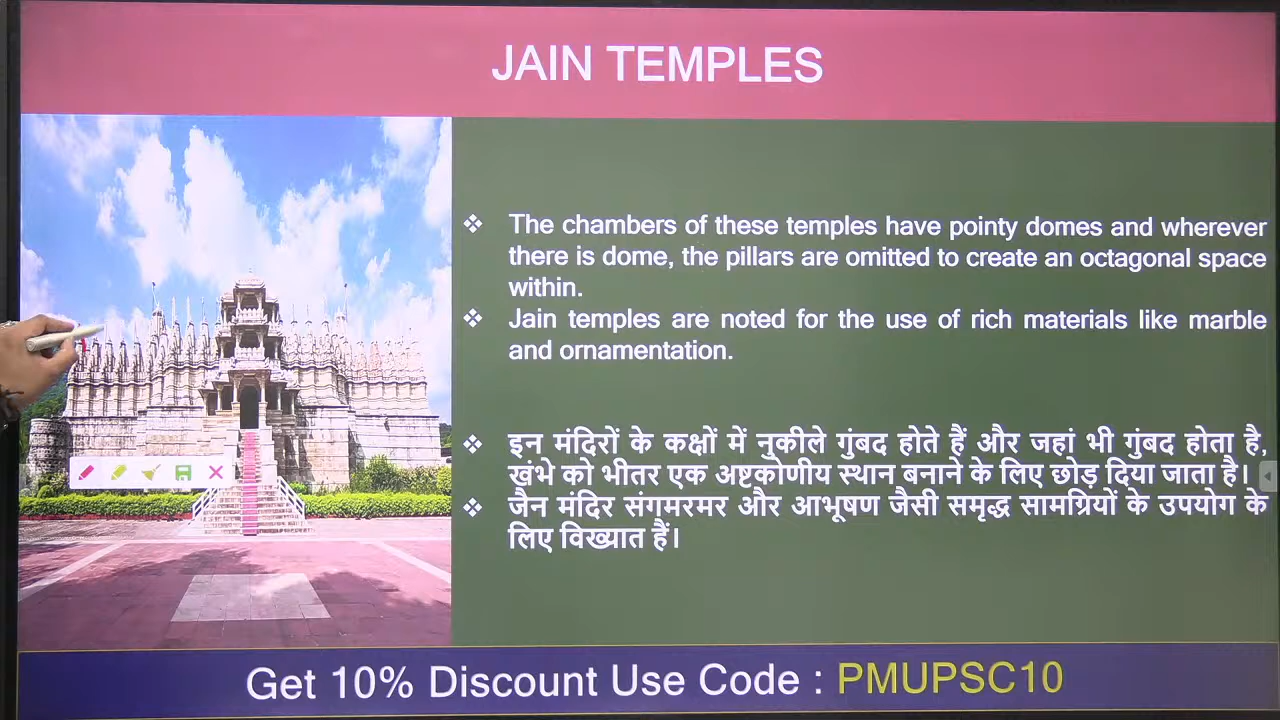 JAIN TEMPLES
❖ The chambers of these temples have pointy domes and wherever
there is dome, the pillars are omitted to create an octagonal space
within.
❖ Jain temples are noted for the use of rich materials like marble
and ornamentation.
❖ इन मंदिरों के कक्षों में नुकीले गुंबद होते हैं और जहां भी गुंबद होता है,
खंभे को भीतर एक अष्टकोणीय स्थान बनाने के लिए छोड़ दिया जाता है।
❖ जैन मंदिर संगमरमर और आभूषण जैसी समृद्ध सामग्रियों के उपयोग के
लिए विख्यात हैं।
Get 10% Discount Use Code : PMUPSC10